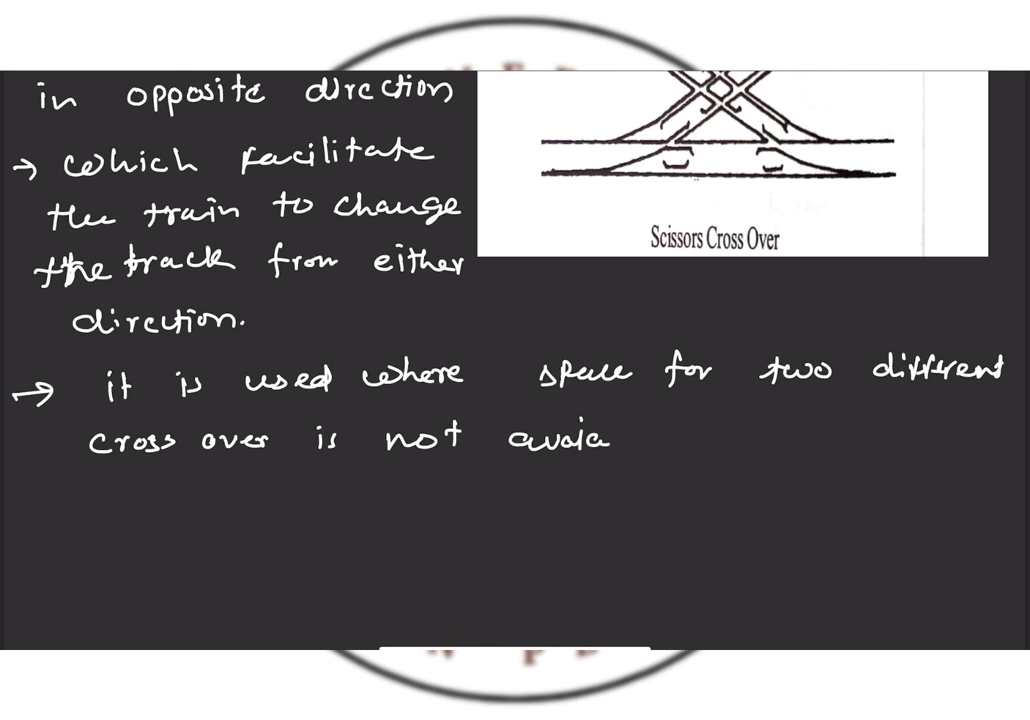 in opposite direction
→ which facilitate
the train to change
the track from either
direction.
→ it is used where space for two different
cross over is not avaia
Scissors Cross Over